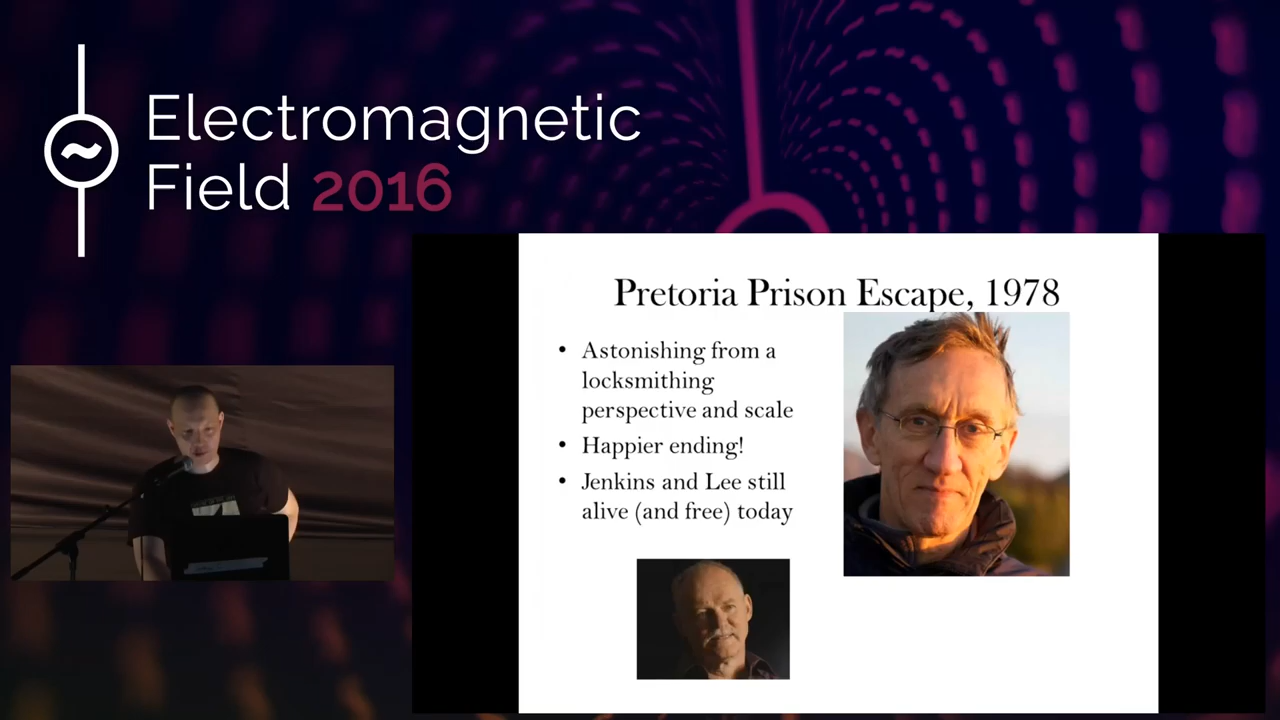 Electromagnetic
Field 2016
Pretoria Prison Escape, 1978
• Astonishing from a
locksmithing
perspective and scale
• Happier ending!
• Jenkins and Lee still
alive (and free) today